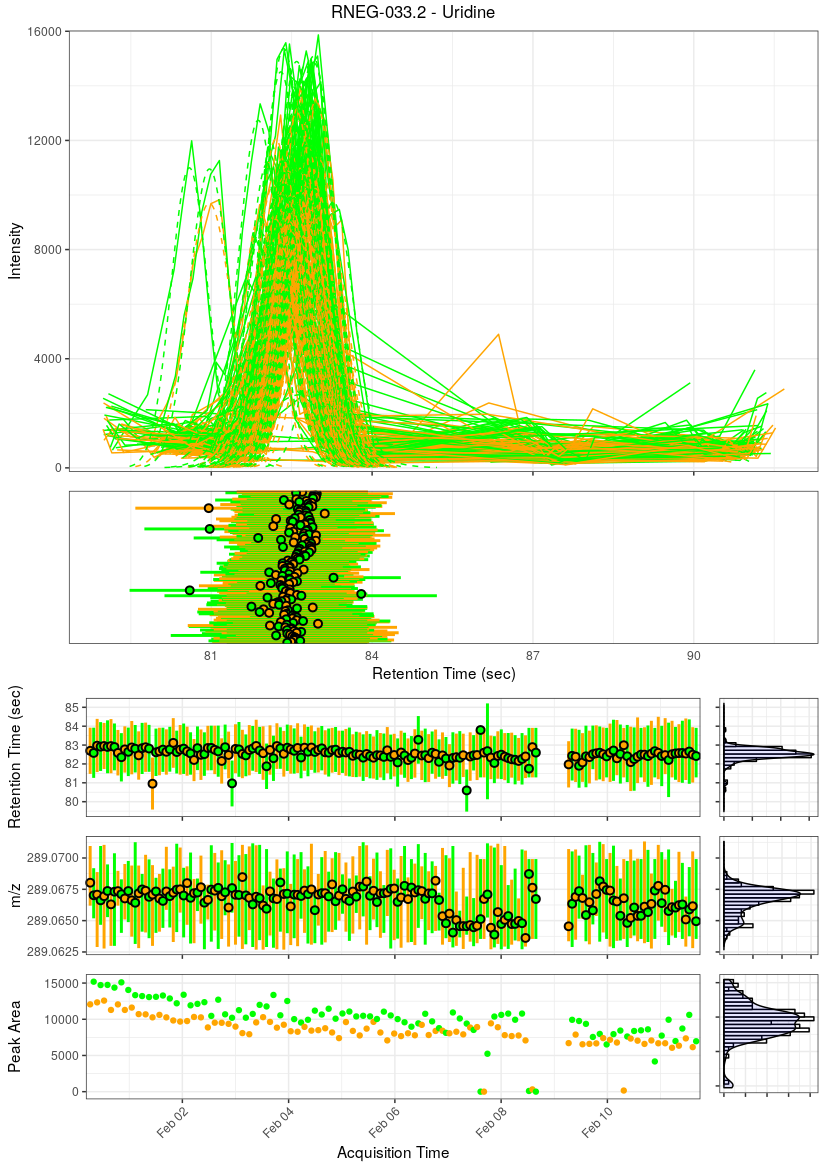 RNEG-033.2 - Uridine
16000
12000
8000
4000
0
Intensity
81 84 87 90
Retention Time (sec)
85
84
83
82
81
80
Retention Time (sec)
289.0700
289.0675
289.0650
289.0625
m/z
15000
10000
5000
0
Peak Area
Feb 02 Feb 04 Feb 06 Feb 08 Feb 10
Acquisition Time